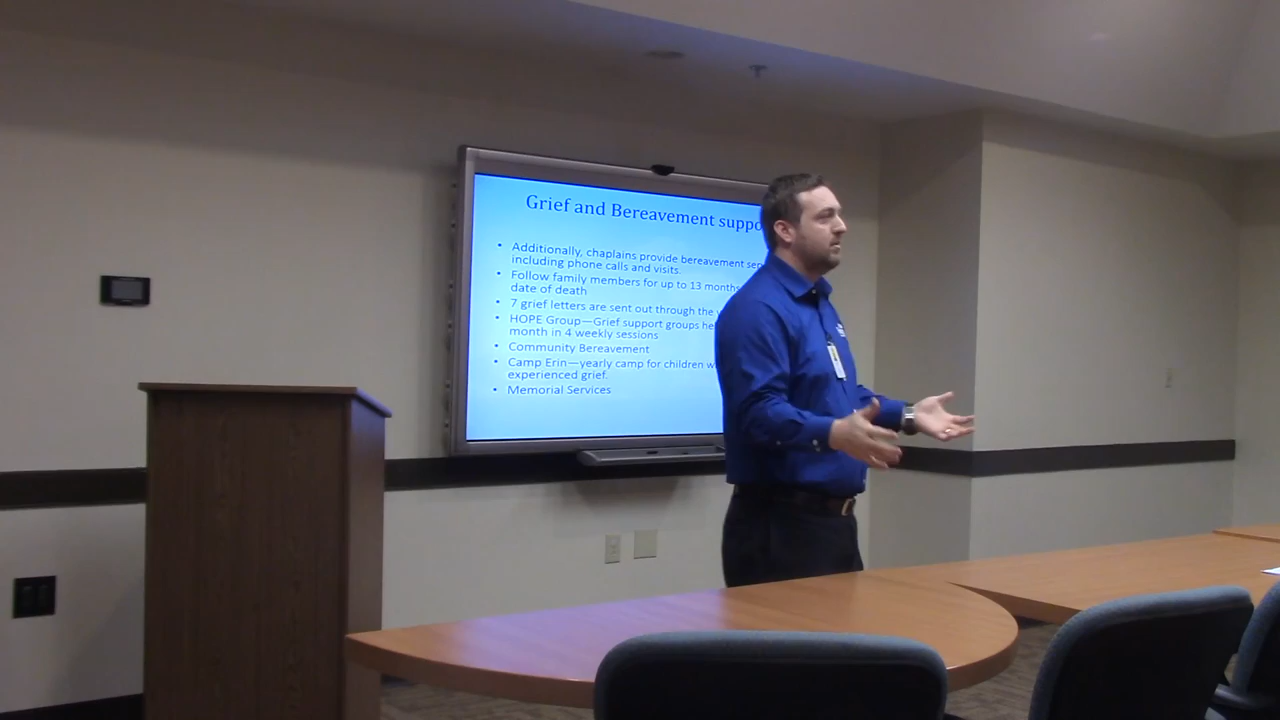 Grief and Bereavement suppo
• Additionally, chaplains provide bereavement ser
including phone calls and visits.
• Follow family members for up to 13 months
date of death
• 7 grief letters are sent out through the
• HOPE Group—Grief support groups he
month in 4 weekly sessions
• Community Bereavement
• Camp Erin—yearly camp for children w
experienced grief.
• Memorial Services